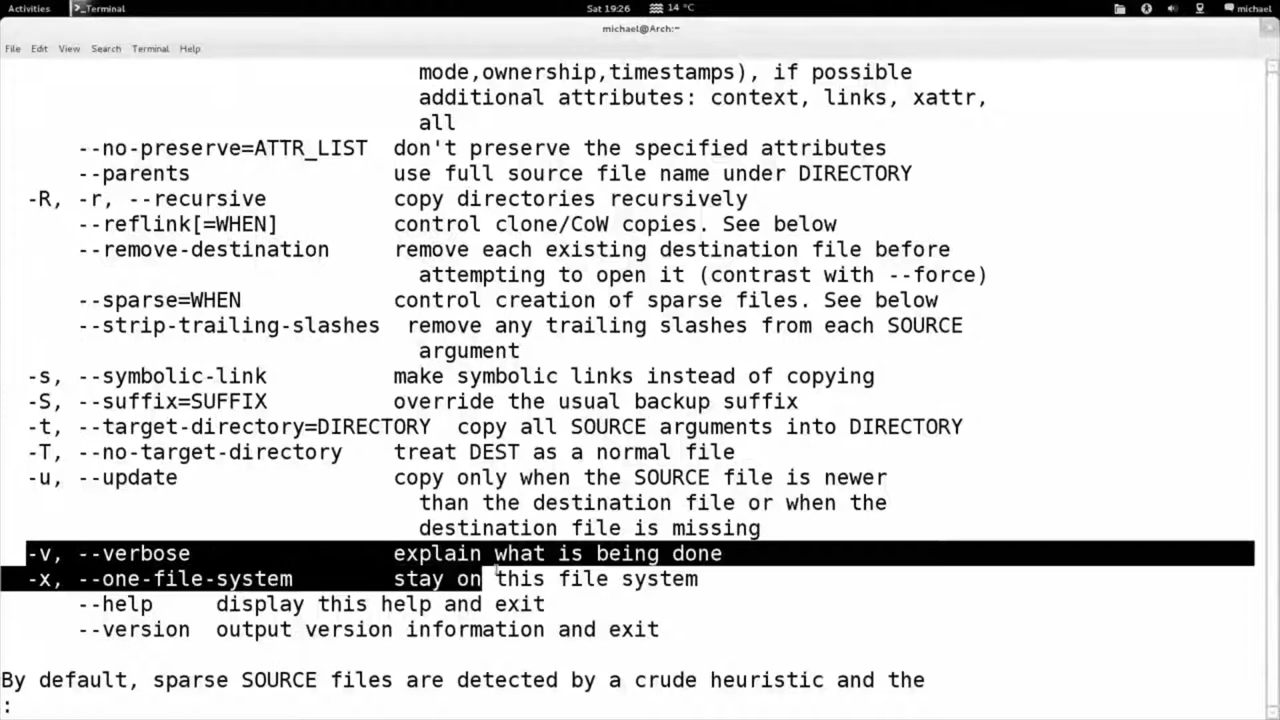 Activities
>_Terminal
Sat 19:26
14 °C
michael
michael@Arch:~
File Edit View Search Terminal Help
mode,ownership,timestamps), if possible
additional attributes: context, links, xattr,
all
--no-preserve=ATTR_LIST don't preserve the specified attributes
--parents use full source file name under DIRECTORY
-R, -r, --recursive copy directories recursively
--reflink[=WHEN] control clone/CoW copies. See below
--remove-destination remove each existing destination file before
attempting to open it (contrast with --force)
--sparse=WHEN control creation of sparse files. See below
--strip-trailing-slashes remove any trailing slashes from each SOURCE
argument
-s, --symbolic-link make symbolic links instead of copying
-S, --suffix=SUFFIX override the usual backup suffix
-t, --target-directory=DIRECTORY copy all SOURCE arguments into DIRECTORY
-T, --no-target-directory treat DEST as a normal file
-u, --update copy only when the SOURCE file is newer
than the destination file or when the
destination file is missing
-v, --verbose explain what is being done
-x, --one-file-system stay on this file system
--help display this help and exit
--version output version information and exit
By default, sparse SOURCE files are detected by a crude heuristic and the
: